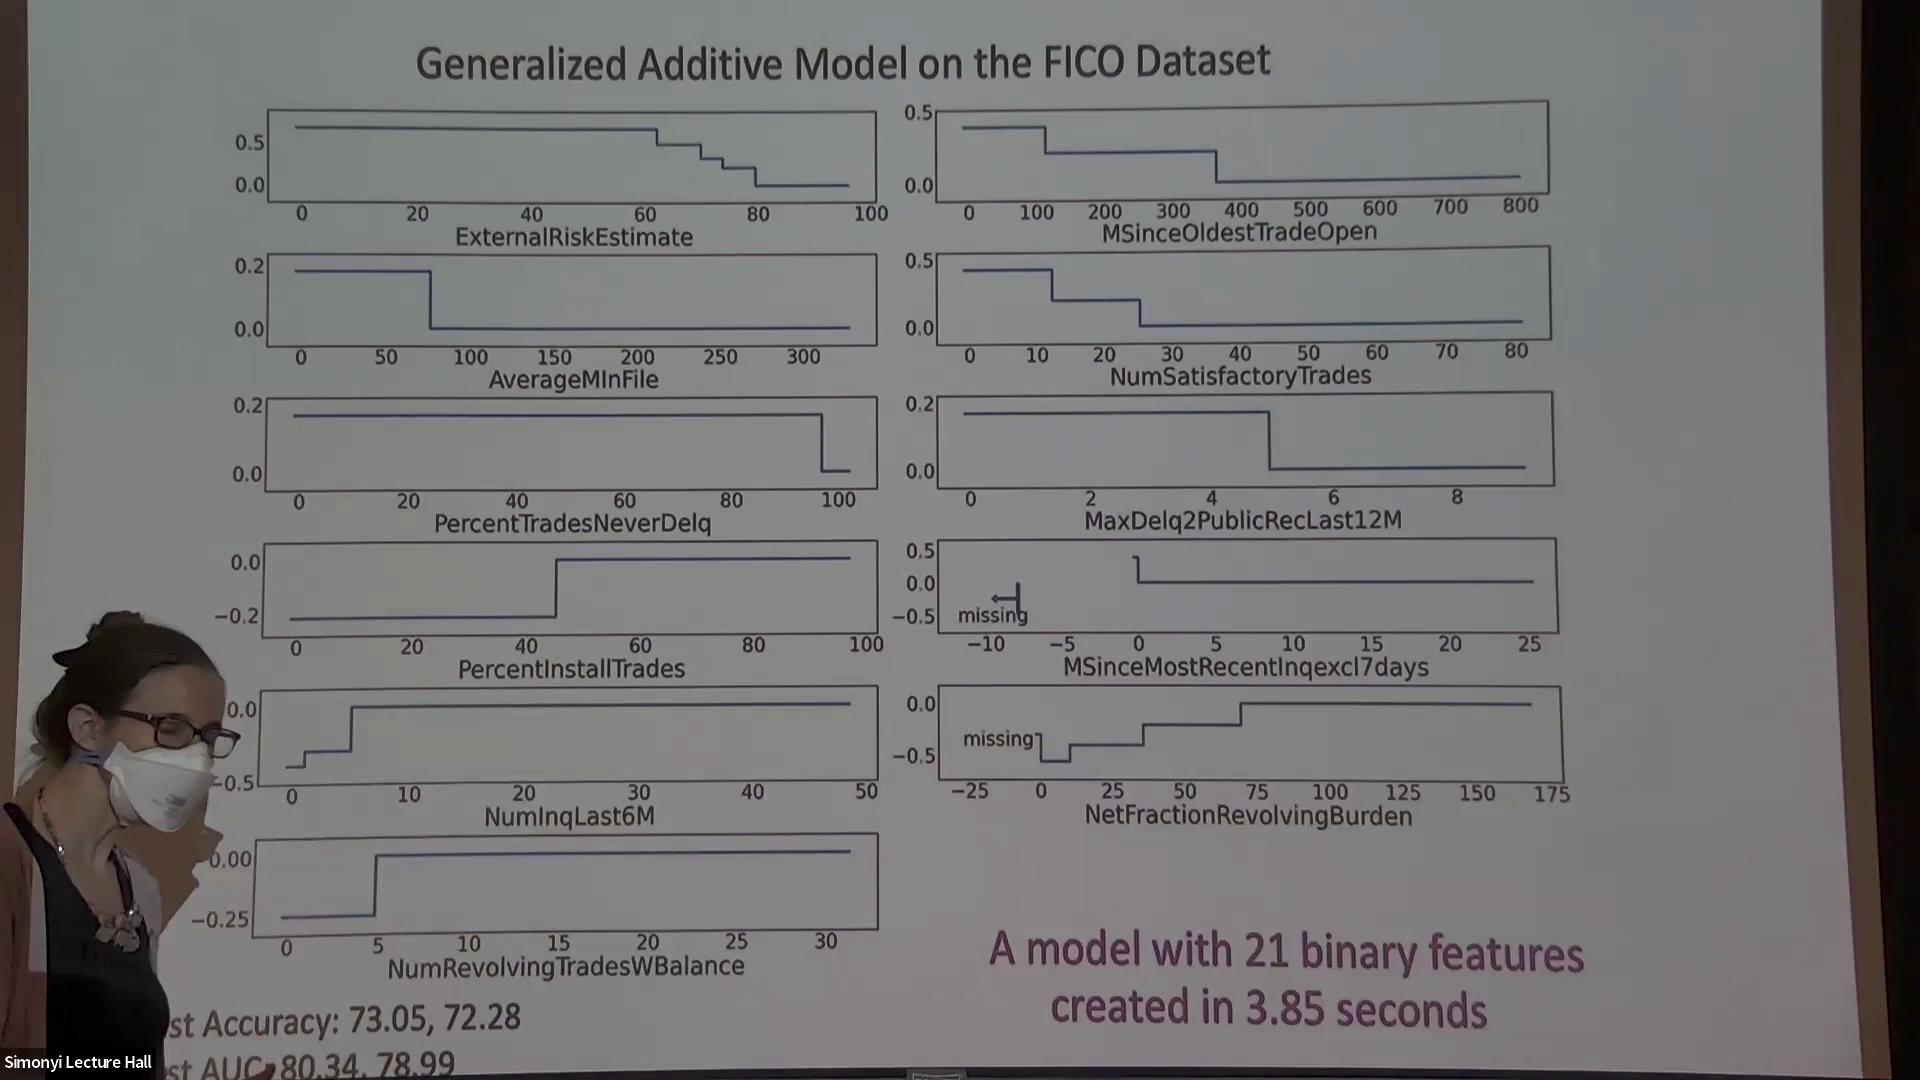 Generalized Additive Model on the FICO Dataset
0.5
0.0
0 20 40 60 80 100
ExternalRiskEstimate
0.5
0.0
0 100 200 300 400 500 600 700 800
MSinceOldestTradeOpen
0.2
0.0
0 50 100 150 200 250 300
AverageMInFile
0.5
0.0
0 10 20 30 40 50 60 70 80
NumSatisfactoryTrades
0.2
0.0
0 20 40 60 80 100
PercentTradesNeverDelq
0.2
0.0
0 2 4 6 8
MaxDelq2PublicRecLast12M
0.0
−0.2
0 20 40 60 80 100
PercentInstallTrades
0.5
0.0
−0.5
missing
−10 −5 0 5 10 15 20 25
MSinceMostRecentInqexcl7days
0.0
−0.5
0 10 20 30 40 50
NumInqLast6M
0.0
−0.5
missing
−25 0 25 50 75 100 125 150 175
NetFractionRevolvingBurden
0.00
−0.25
0 5 10 15 20 25 30
NumRevolvingTradesWBalance
A model with 21 binary features
created in 3.85 seconds
st Accuracy: 73.05, 72.28
st AUC: 80.34, 78.99
Simonyi Lecture Hall